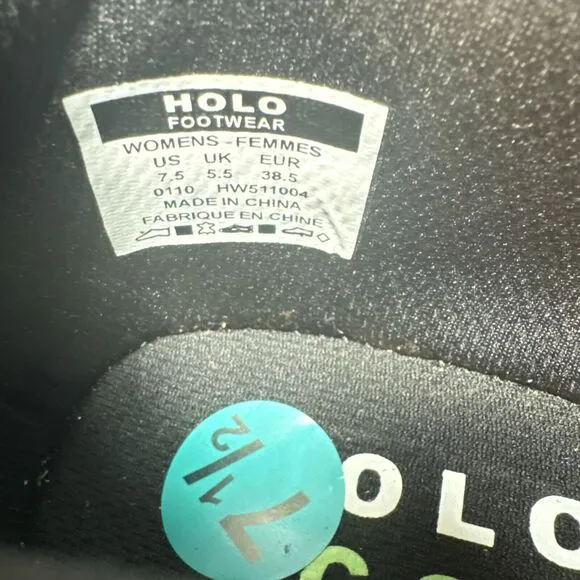 HOLO
FOOTWEAR
WOMENS-FEMMES
US UK EUR
7.5 5.5 38.5
0110 HW511004
MADE IN CHINA
FABRIQUE EN CHINE
7 1/2
OLO